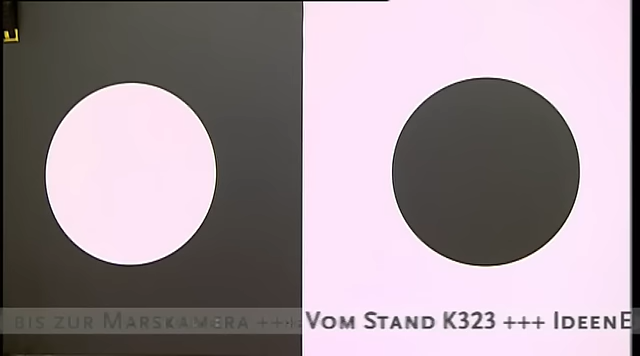 BIS ZUR MARSKAMERA +++ VOM STAND K323 +++ IDEENE